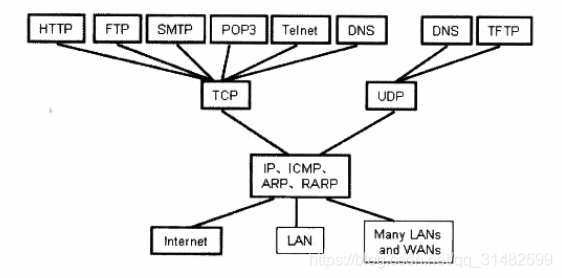 HTTP
FTP
SMTP
POP3
Telnet
DNS
DNS
TFTP
TCP
UDP
IP、ICMP、
ARP、RARP
Internet
LAN
Many LANs
and WANs
https://blog.csdn.net/qq_31482599